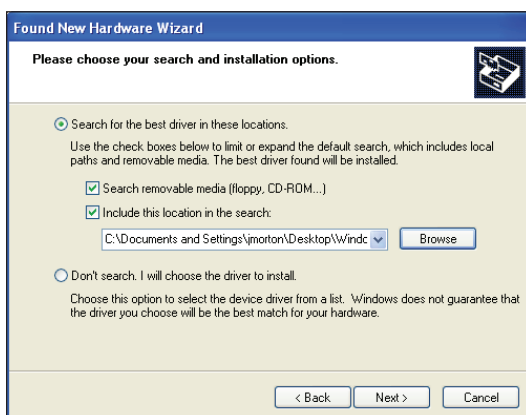 Found New Hardware Wizard
Please choose your search and installation options.
Search for the best driver in these locations.
Use the check boxes below to limit or expand the default search, which includes local
paths and removable media. The best driver found will be installed.
Search removable media (floppy, CD-ROM...)
Include this location in the search:
C:\Documents and Settings\jmorton\Desktop\Windc
Browse
Don't search. I will choose the driver to install.
Choose this option to select the device driver from a list. Windows does not guarantee that
the driver you choose will be the best match for your hardware.
< Back
Next >
Cancel